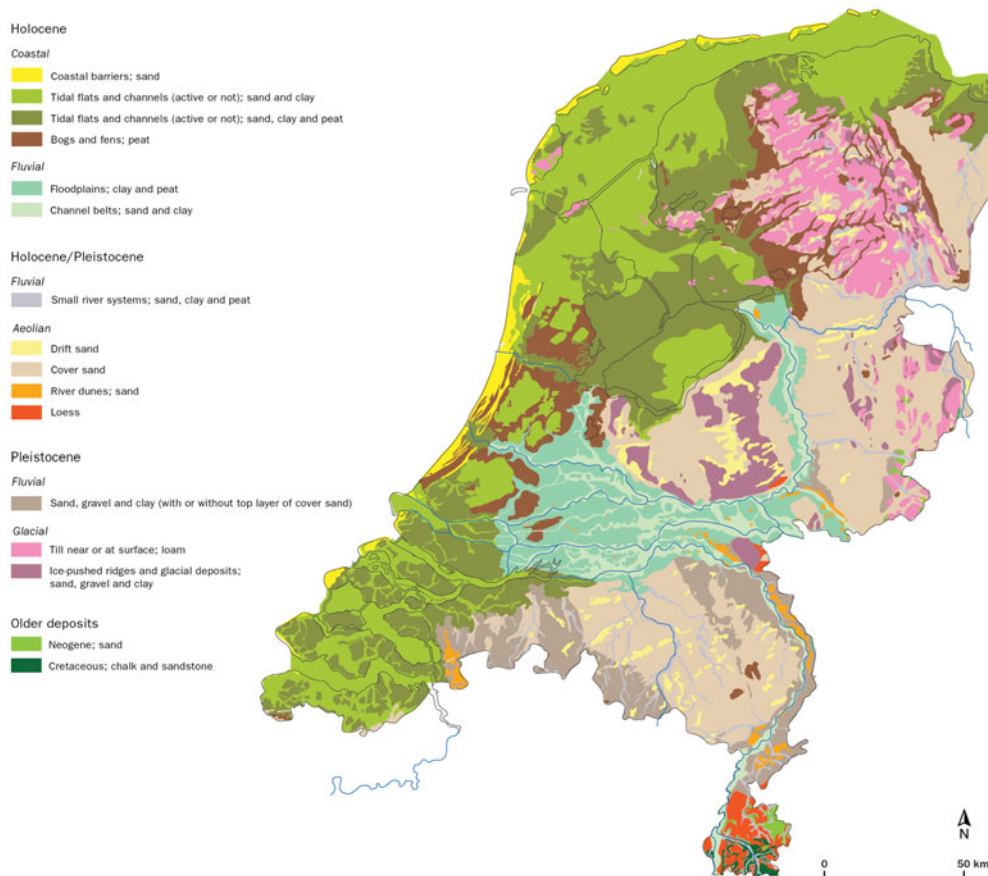 Holocene
Coastal
Coastal barriers; sand
Tidal flats and channels (active or not); sand and clay
Tidal flats and channels (active or not); sand, clay and peat
Bogs and fens; peat
Fluvial
Floodplains; clay and peat
Channel belts; sand and clay
Holocene/Pleistocene
Fluvial
Small river systems; sand, clay and peat
Aeolian
Drift sand
Cover sand
River dunes; sand
Loess
Pleistocene
Fluvial
Sand, gravel and clay (with or without top layer of cover sand)
Glacial
Till near or at surface; loam
Ice-pushed ridges and glacial deposits;
sand, gravel and clay
Older deposits
Neogene; sand
Cretaceous; chalk and sandstone
N
0 50 km